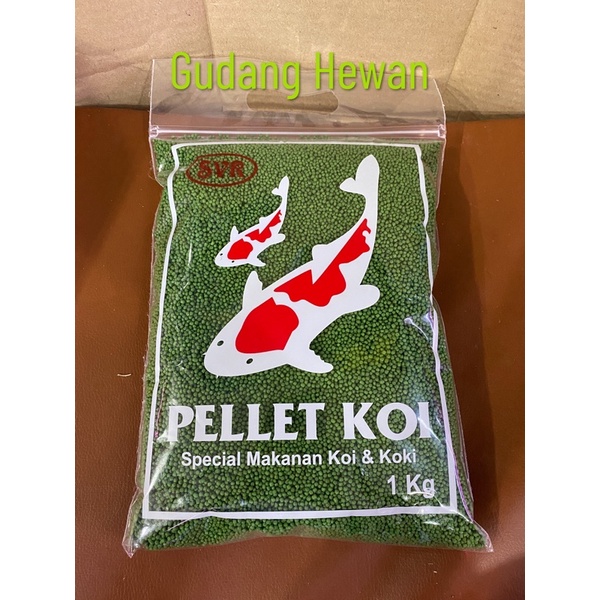 Gudang Hewan
SVR
PELLET KOI
Special Makanan Koi & Koki
1 Kg